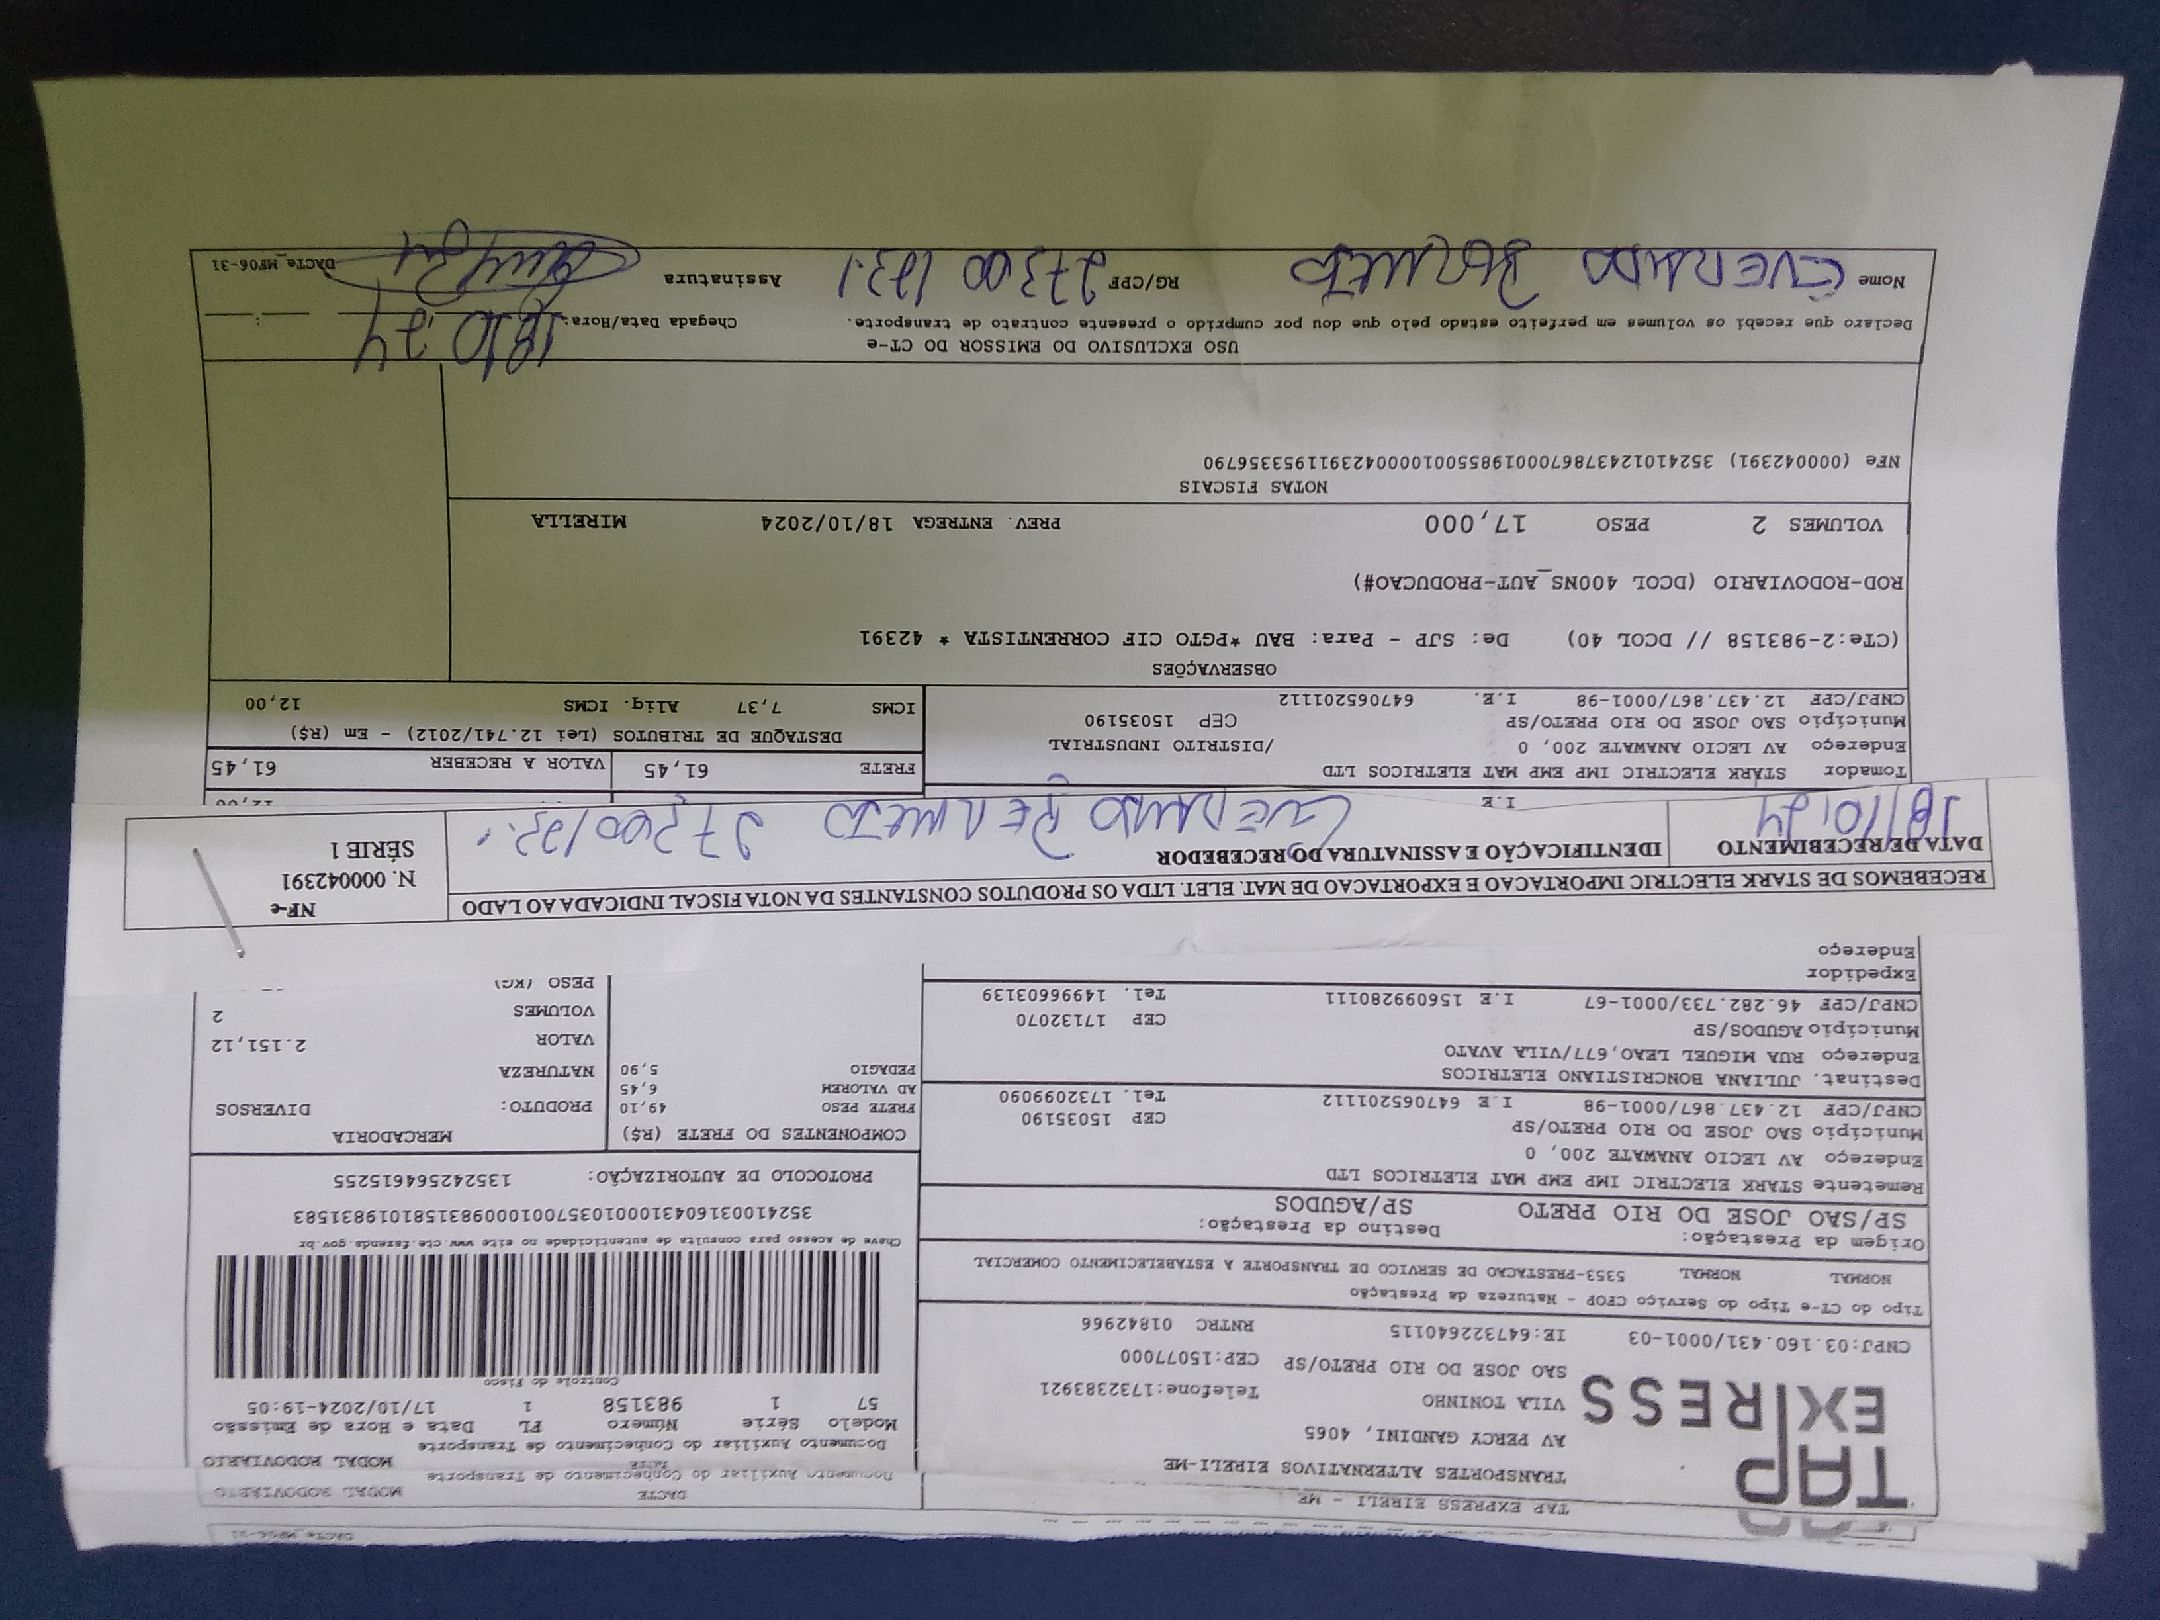 DACTe_MF06-31
TAP EXPRESS EIRELI - ME
DACTE
MODAL RODOVIARIO
Documento Auxiliar do Conhecimento de Transporte
TAP
EXPRESS
TRANSPORTES ALTERNATIVOS EIRELI-ME
AV PERCY GANDINI, 4065
VILA TONINHO Telefone:1732383921
SAO JOSE DO RIO PRETO/SP CEP:15077000
CNPJ:03.160.431/0001-03 IE:647322640115 RNTRC 01842966
DACTE MODAL RODOVIARIO
Documento Auxiliar do Conhecimento de Transporte
Modelo Série Número FL Data e Hora de Emissão
57 1 983158 1 17/10/2024-19:05
Controle do Fisco
Chave de acesso para consulta de autenticidade no site www.cte.fazenda.gov.br
35241003160431000103570010009831581019831583
PROTOCOLO DE AUTORIZAÇÃO: 135242564615255
Tipo do CT-e Tipo do Serviço CFOP - Natureza da Prestação
NORMAL NORMAL 5353-PRESTACAO DE SERVICO DE TRANSPORTE A ESTABELECIMENTO COMERCIAL
Origem da Prestação: Destino da Prestação:
SP/SAO JOSE DO RIO PRETO SP/AGUDOS
Remetente STARK ELECTRIC IMP EMP MAT ELETRICOS LTD
Endereço AV LECIO ANAWATE 200, 0
Município SAO JOSE DO RIO PRETO/SP CEP 15035190
CNPJ/CPF 12.437.867/0001-98 I.E 647065201112 Tel. 1732099090
Destinat. JULIANA BONCRISTIANO ELETRICOS
Endereço RUA MIGUEL LEAO,677/VILA AVATO
Município AGUDOS/SP CEP 17132070
CNPJ/CPF 46.282.733/0001-67 I.E 156099280111 Tel. 14996603139
Expedidor
Endereço
COMPONENTES DO FRETE (R$)
FRETE PESO 49,10
AD VALOREM 6,45
PEDAGIO 5,90
MERCADORIA
PRODUTO: DIVERSOS
NATUREZA
VALOR 2.151,12
VOLUMES 2
PESO (KG)
RECEBEMOS DE STARK ELECTRIC IMPORTACAO E EXPORTACAO DE MAT. ELET. LTDA OS PRODUTOS CONSTANTES DA NOTA FISCAL INDICADA AO LADO
DATA DE RECEBIMENTO IDENTIFICAÇÃO E ASSINATURA DO RECEBEDOR
18/10,24
NF-e
N. 000042391
SÉRIE 1
I.E
Tomador STARK ELECTRIC IMP EMP MAT ELETRICOS LTD
Endereço AV LECIO ANAWATE 200, 0 /DISTRITO INDUSTRIAL
Município SAO JOSE DO RIO PRETO/SP CEP 15035190
CNPJ/CPF 12.437.867/0001-98 I.E. 647065201112
FRETE 61,45 VALOR A RECEBER 61,45
DESTAQUE DE TRIBUTOS (Lei 12.741/2012) - Em (R$)
ICMS 7,37 Aliq. ICMS 12,00
OBSERVAÇÕES
(CTe:2-983158 // DCOL 40) De: SJP - Para: BAU *PGTO CIF CORRENTISTA * 42391
ROD-RODOVIARIO (DCOL 400NS_AUT-PRODUCAO#)
VOLUMES 2 PESO 17,000 PREV. ENTREGA 18/10/2024 MIRELLA
NOTAS FISCAIS
NFe (000042391) 35241012437867000198550010000423911953356790
USO EXCLUSIVO DO EMISSOR DO CT-e
Declaro que recebi os volumes em perfeito estado pelo que dou por cumprido o presente contrato de transporte.
Chegada Data/Hora: 18,10,24
Nome EVERALDO RG/CPF Assinatura
DACTe_MF06-31